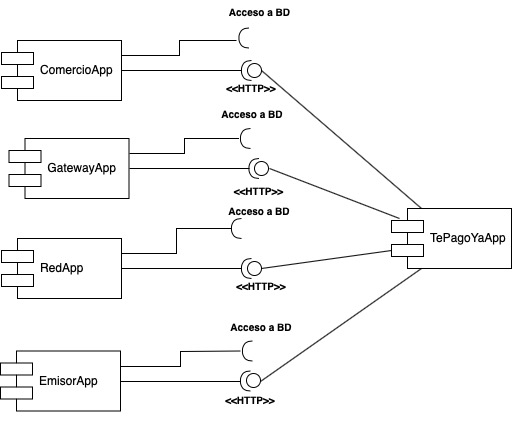 Acceso a BD
ComercioApp
<<HTTP>>
Acceso a BD
GatewayApp
<<HTTP>>
Acceso a BD
TePagoYaApp
RedApp
<<HTTP>>
Acceso a BD
EmisorApp
<<HTTP>>